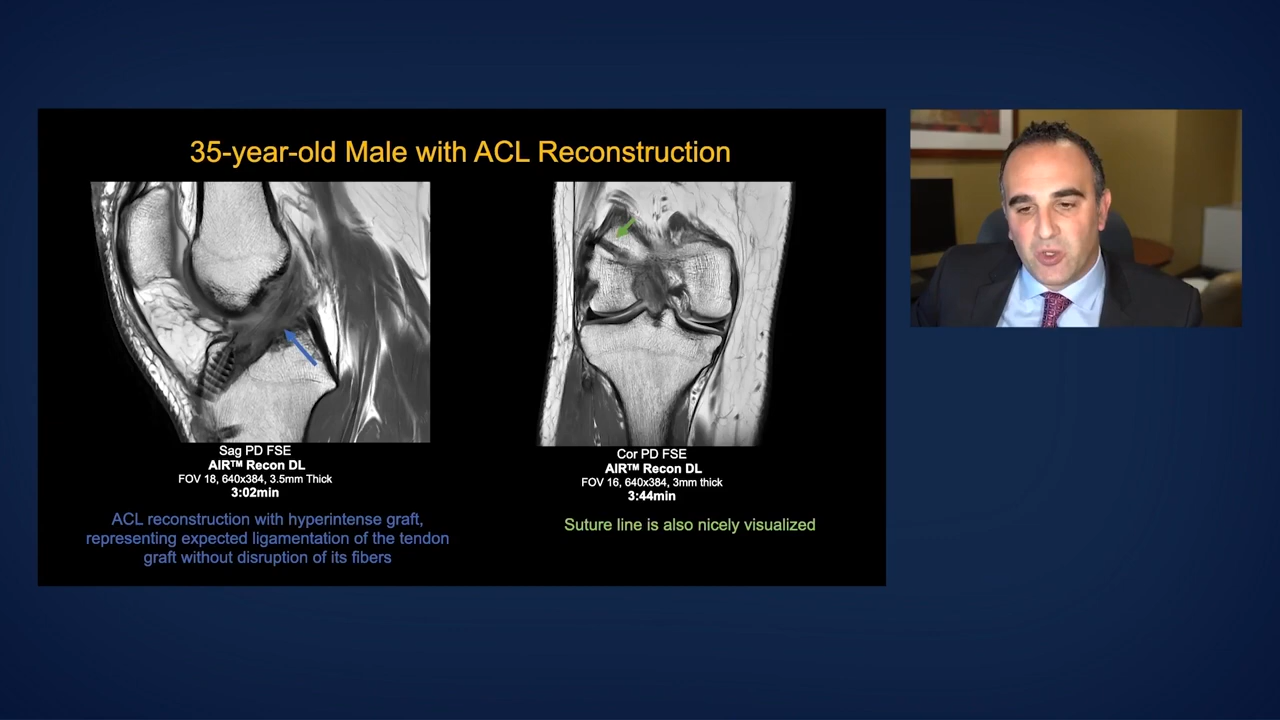 35-year-old Male with ACL Reconstruction
Sag PD FSE
AIR™ Recon DL
FOV 18, 640x384, 3.5mm Thick
3:02min
ACL reconstruction with hyperintense graft,
representing expected ligamentation of the tendon
graft without disruption of its fibers
Cor PD FSE
AIR™ Recon DL
FOV 16, 640x384, 3mm thick
3:44min
Suture line is also nicely visualized